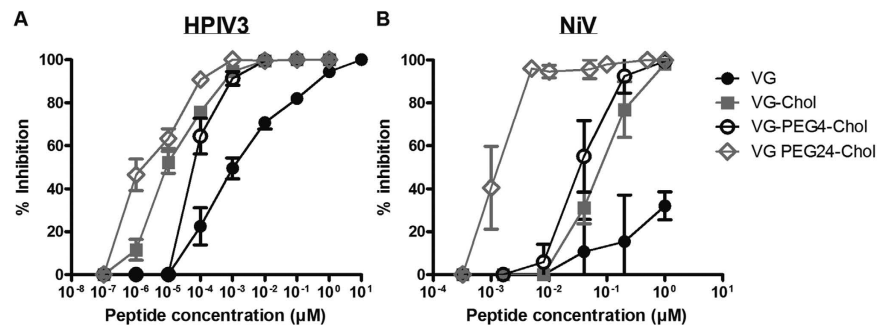 A
HPIV3
% Inhibition
100
80
60
40
20
0
10⁻⁸ 10⁻⁷ 10⁻⁶ 10⁻⁵ 10⁻⁴ 10⁻³ 10⁻² 10⁻¹ 10⁰ 10¹
Peptide concentration (µM)
B
NiV
% inhibition
100
80
60
40
20
0
10⁻⁴ 10⁻³ 10⁻² 10⁻¹ 10⁰ 10¹
Peptide concentration (µM)
VG
VG-Chol
VG-PEG4-Chol
VG PEG24-Chol